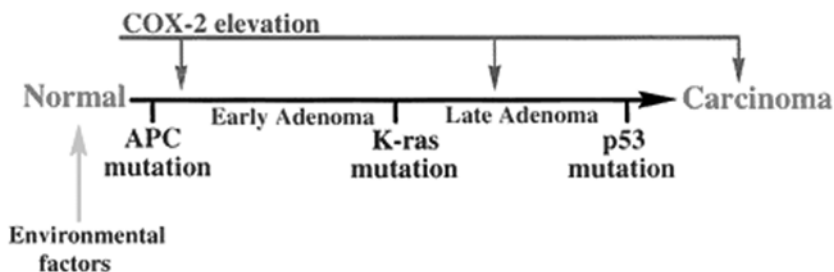 COX-2 elevation
Normal
Carcinoma
Early Adenoma
Late Adenoma
APC
mutation
K-ras
mutation
p53
mutation
Environmental
factors